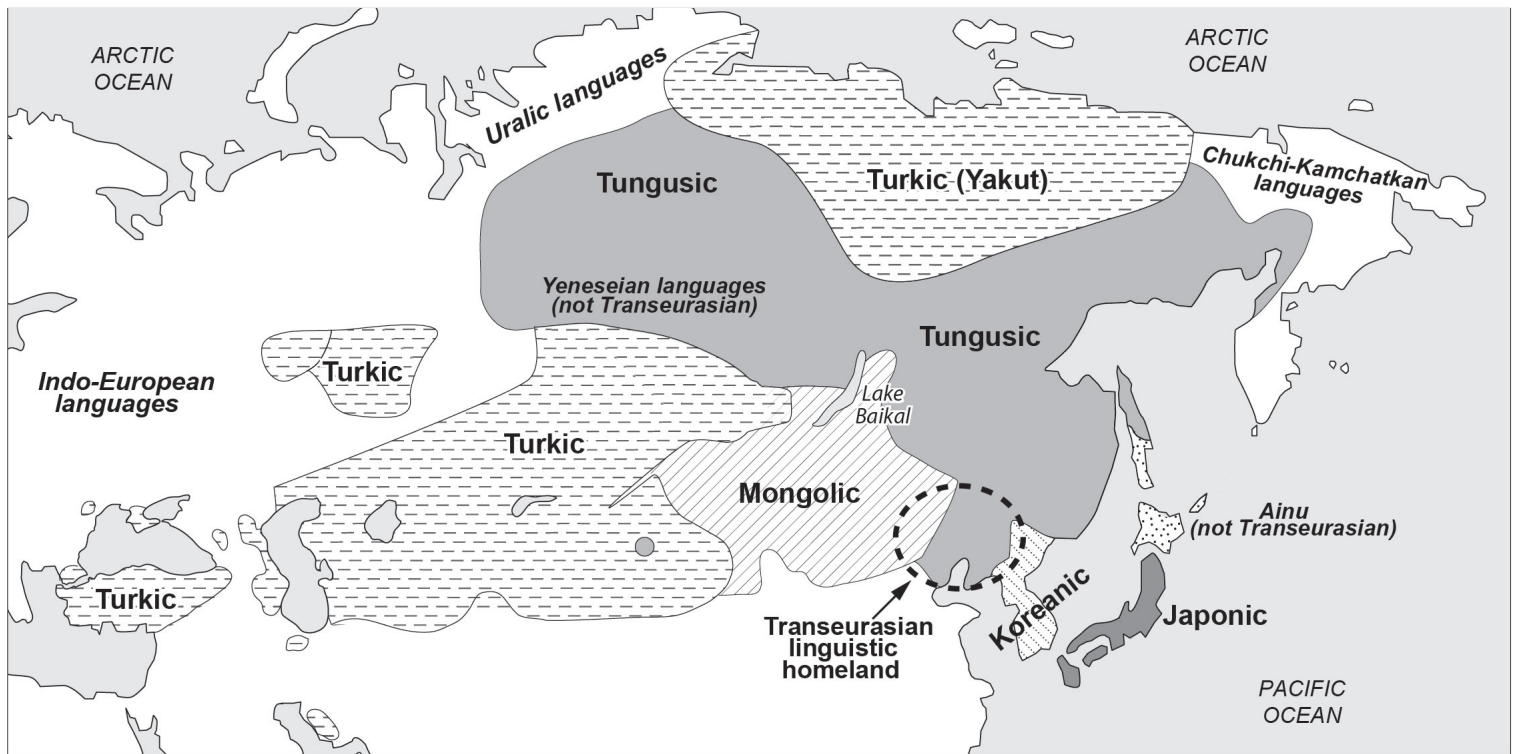 ARCTIC
OCEAN
ARCTIC
OCEAN
Uralic languages
Chukchi-Kamchatkan
languages
Tungusic
Turkic (Yakut)
Yeneseian languages
(not Transeurasian)
Tungusic
Indo-European
languages
Turkic
Lake
Baikal
Turkic
Mongolic
Ainu
(not Transeurasian)
Turkic
Koreanic
Japonic
Transeurasian
linguistic
homeland
PACIFIC
OCEAN